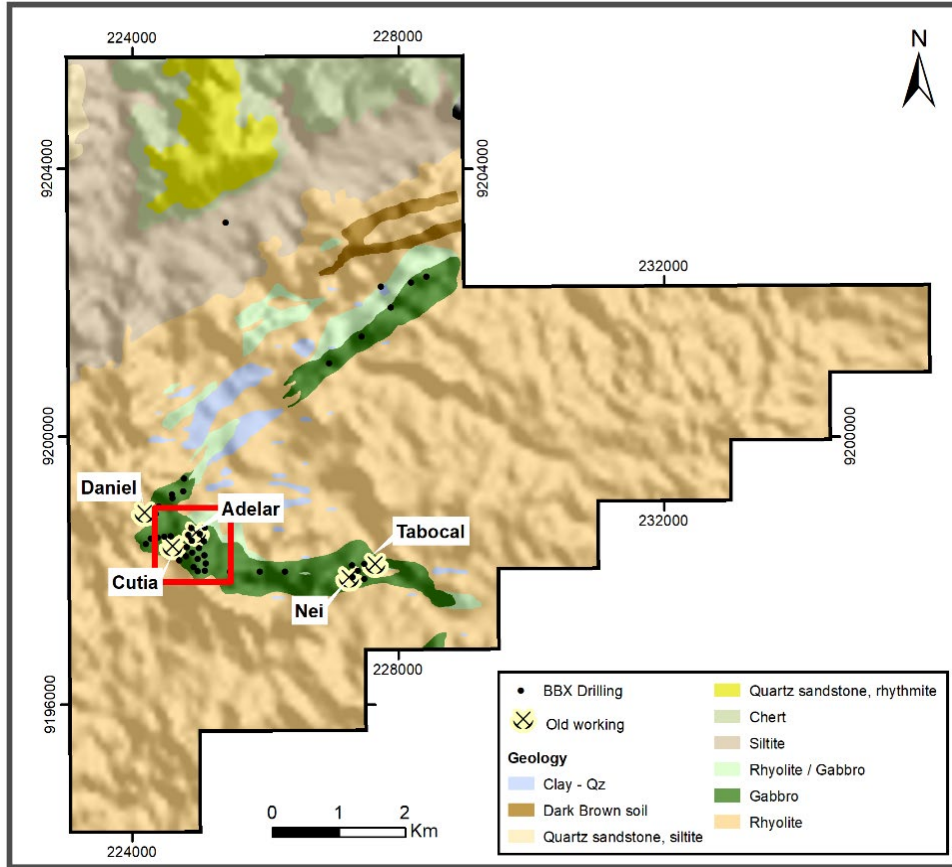 224000
228000
N
9204000
9204000
232000
9200000
9200000
Daniel
Adelar
Tabocal
232000
Cutia
Nei
228000
9196000
BBX Drilling
Old working
Geology
Clay - Qz
Dark Brown soil
Quartz sandstone, siltite
Quartz sandstone, rhythmite
Chert
Siltite
Rhyolite / Gabbro
Gabbro
Rhyolite
0 1 2
Km
224000